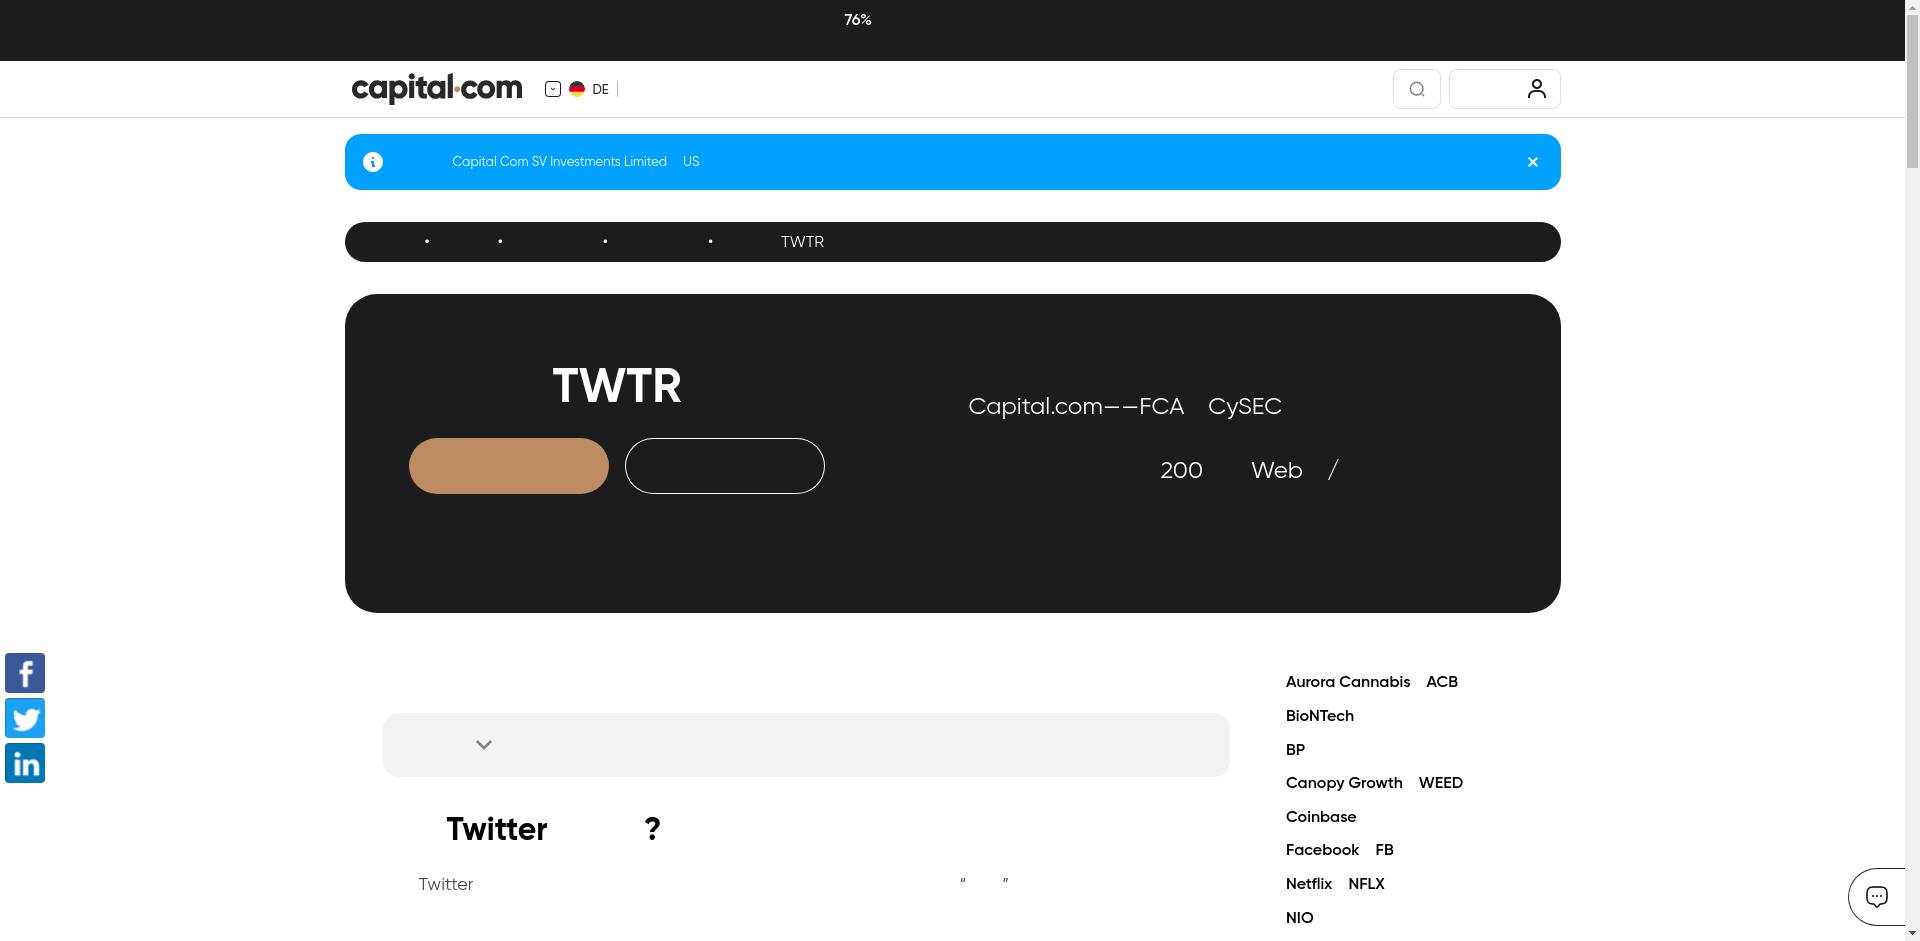 76%
capital.com
DE
Capital Com SV Investments Limited US
TWTR
TWTR
Capital.com——FCA CySEC
200 Web /
Aurora Cannabis ACB
BioNTech
BP
Canopy Growth WEED
Coinbase
Facebook FB
Netflix NFLX
NIO
Twitter ?
Twitter “ ”